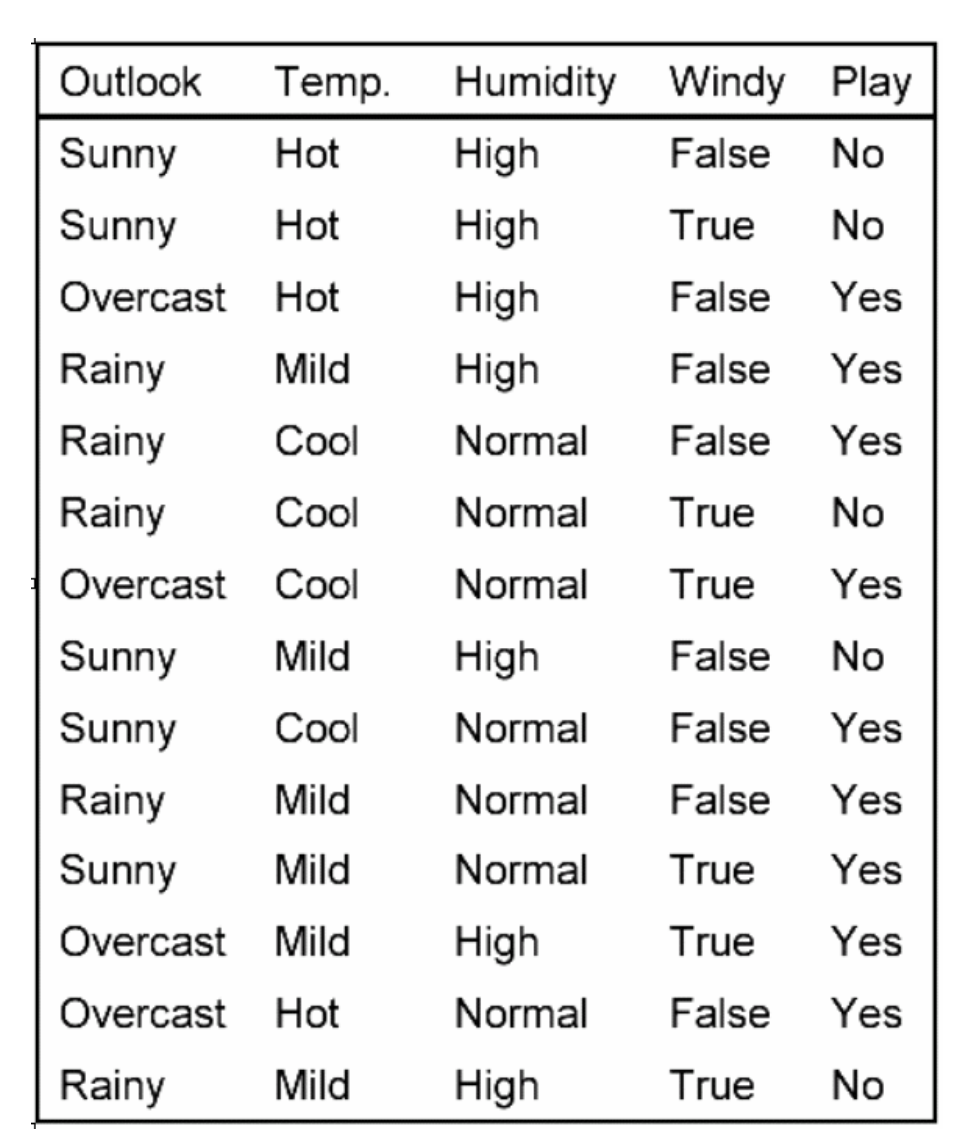 Outlook Temp. Humidity Windy Play
Sunny Hot High False No
Sunny Hot High True No
Overcast Hot High False Yes
Rainy Mild High False Yes
Rainy Cool Normal False Yes
Rainy Cool Normal True No
Overcast Cool Normal True Yes
Sunny Mild High False No
Sunny Cool Normal False Yes
Rainy Mild Normal False Yes
Sunny Mild Normal True Yes
Overcast Mild High True Yes
Overcast Hot Normal False Yes
Rainy Mild High True No